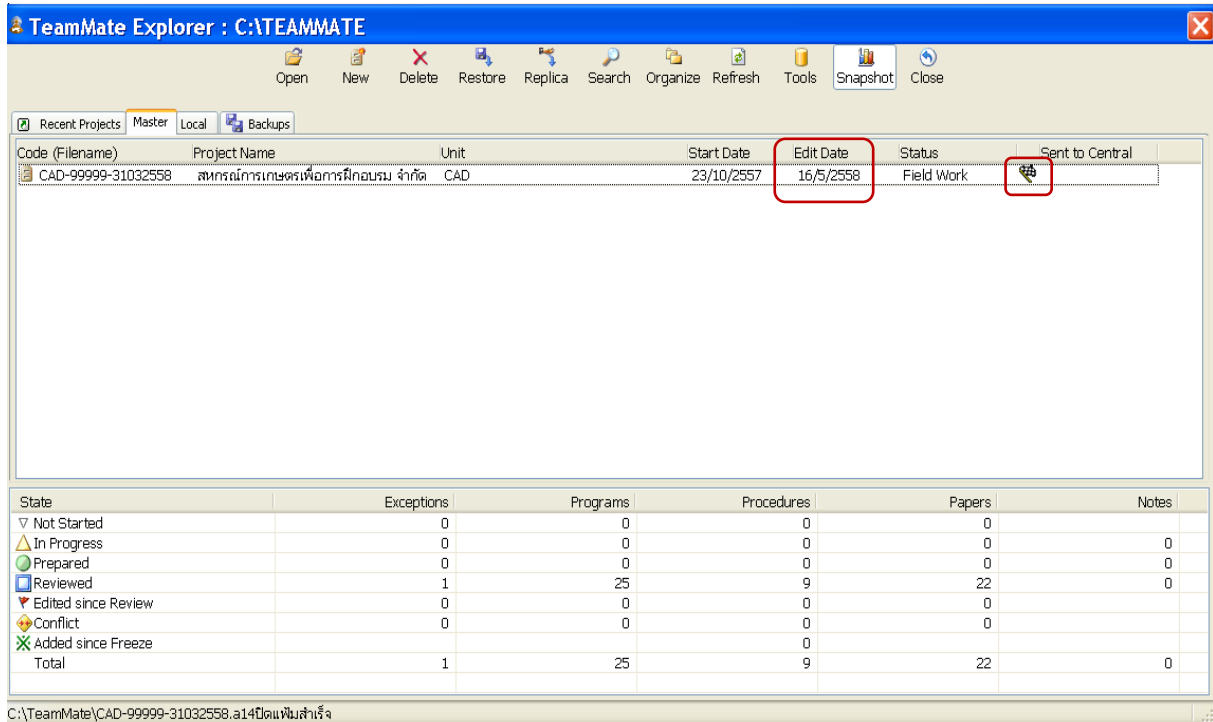 TeamMate Explorer : C:\TEAMMATE
Open New Delete Restore Replica Search Organize Refresh Tools Snapshot Close
Recent Projects Master Local Backups
Code (Filename) Project Name Unit Start Date Edit Date Status Sent to Central
CAD-99999-31032558 สหกรณ์การเกษตรเพื่อการฝึกอบรม จำกัด CAD 23/10/2557 16/5/2558 Field Work
State Exceptions Programs Procedures Papers Notes
Not Started 0 0 0 0
In Progress 0 0 0 0 0
Prepared 0 0 0 0 0
Reviewed 1 25 9 22 0
Edited since Review 0 0 0 0
Conflict 0 0 0 0
Added since Freeze 0
Total 1 25 9 22 0
C:\TeamMate\CAD-99999-31032558.a14ปิดแฟ้มสำเร็จ